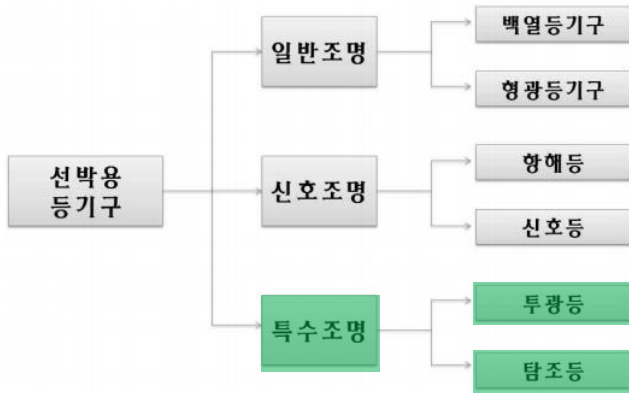 선박용
등기구
일반조명
백열등기구
형광등기구
신호조명
항해등
신호등
특수조명
투광등
탐조등